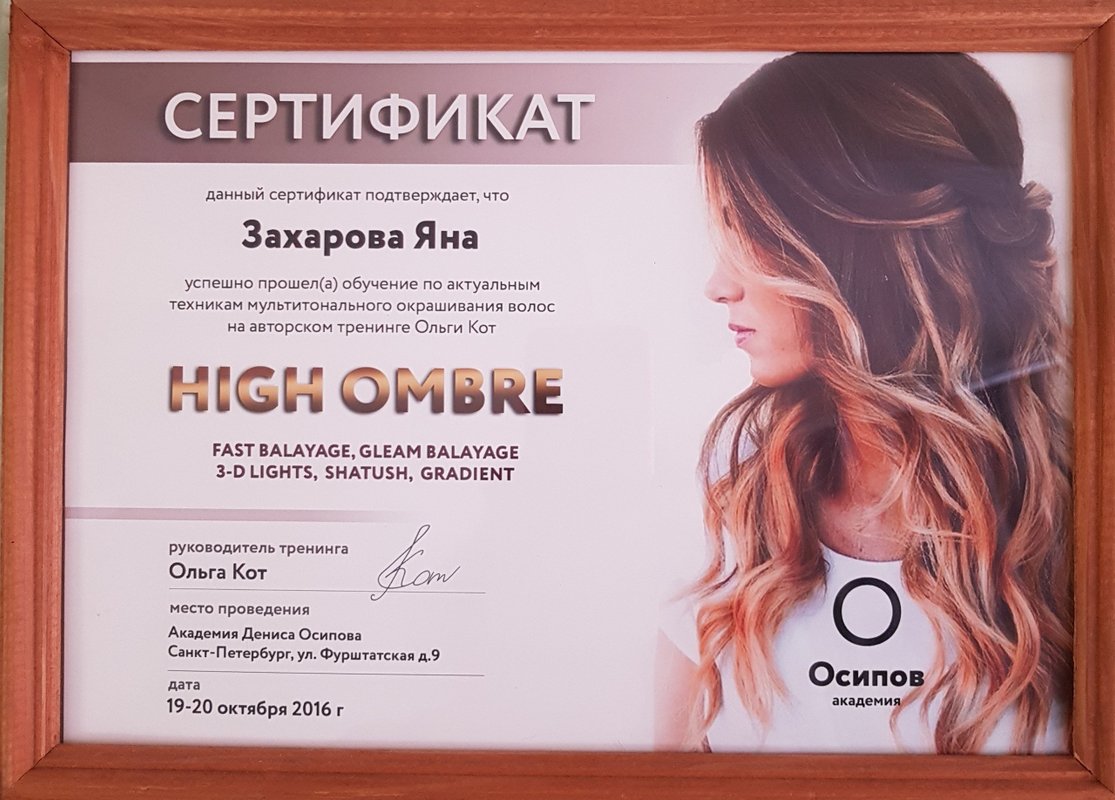 СЕРТИФИКАТ
данный сертификат подтверждает, что
Захарова Яна
успешно прошел(а) обучение по актуальным
техникам мультитонального окрашивания волос
на авторском тренинге Ольги Кот
HIGH OMBRE
FAST BALAYAGE, GLEAM BALAYAGE
3-D LIGHTS, SHATUSH, GRADIENT
руководитель тренинга
Ольга Кот
Кот
место проведения
Академия Дениса Осипова
Санкт-Петербург, ул. Фурштатская д.9
дата
19-20 октября 2016 г
Осипов
академия